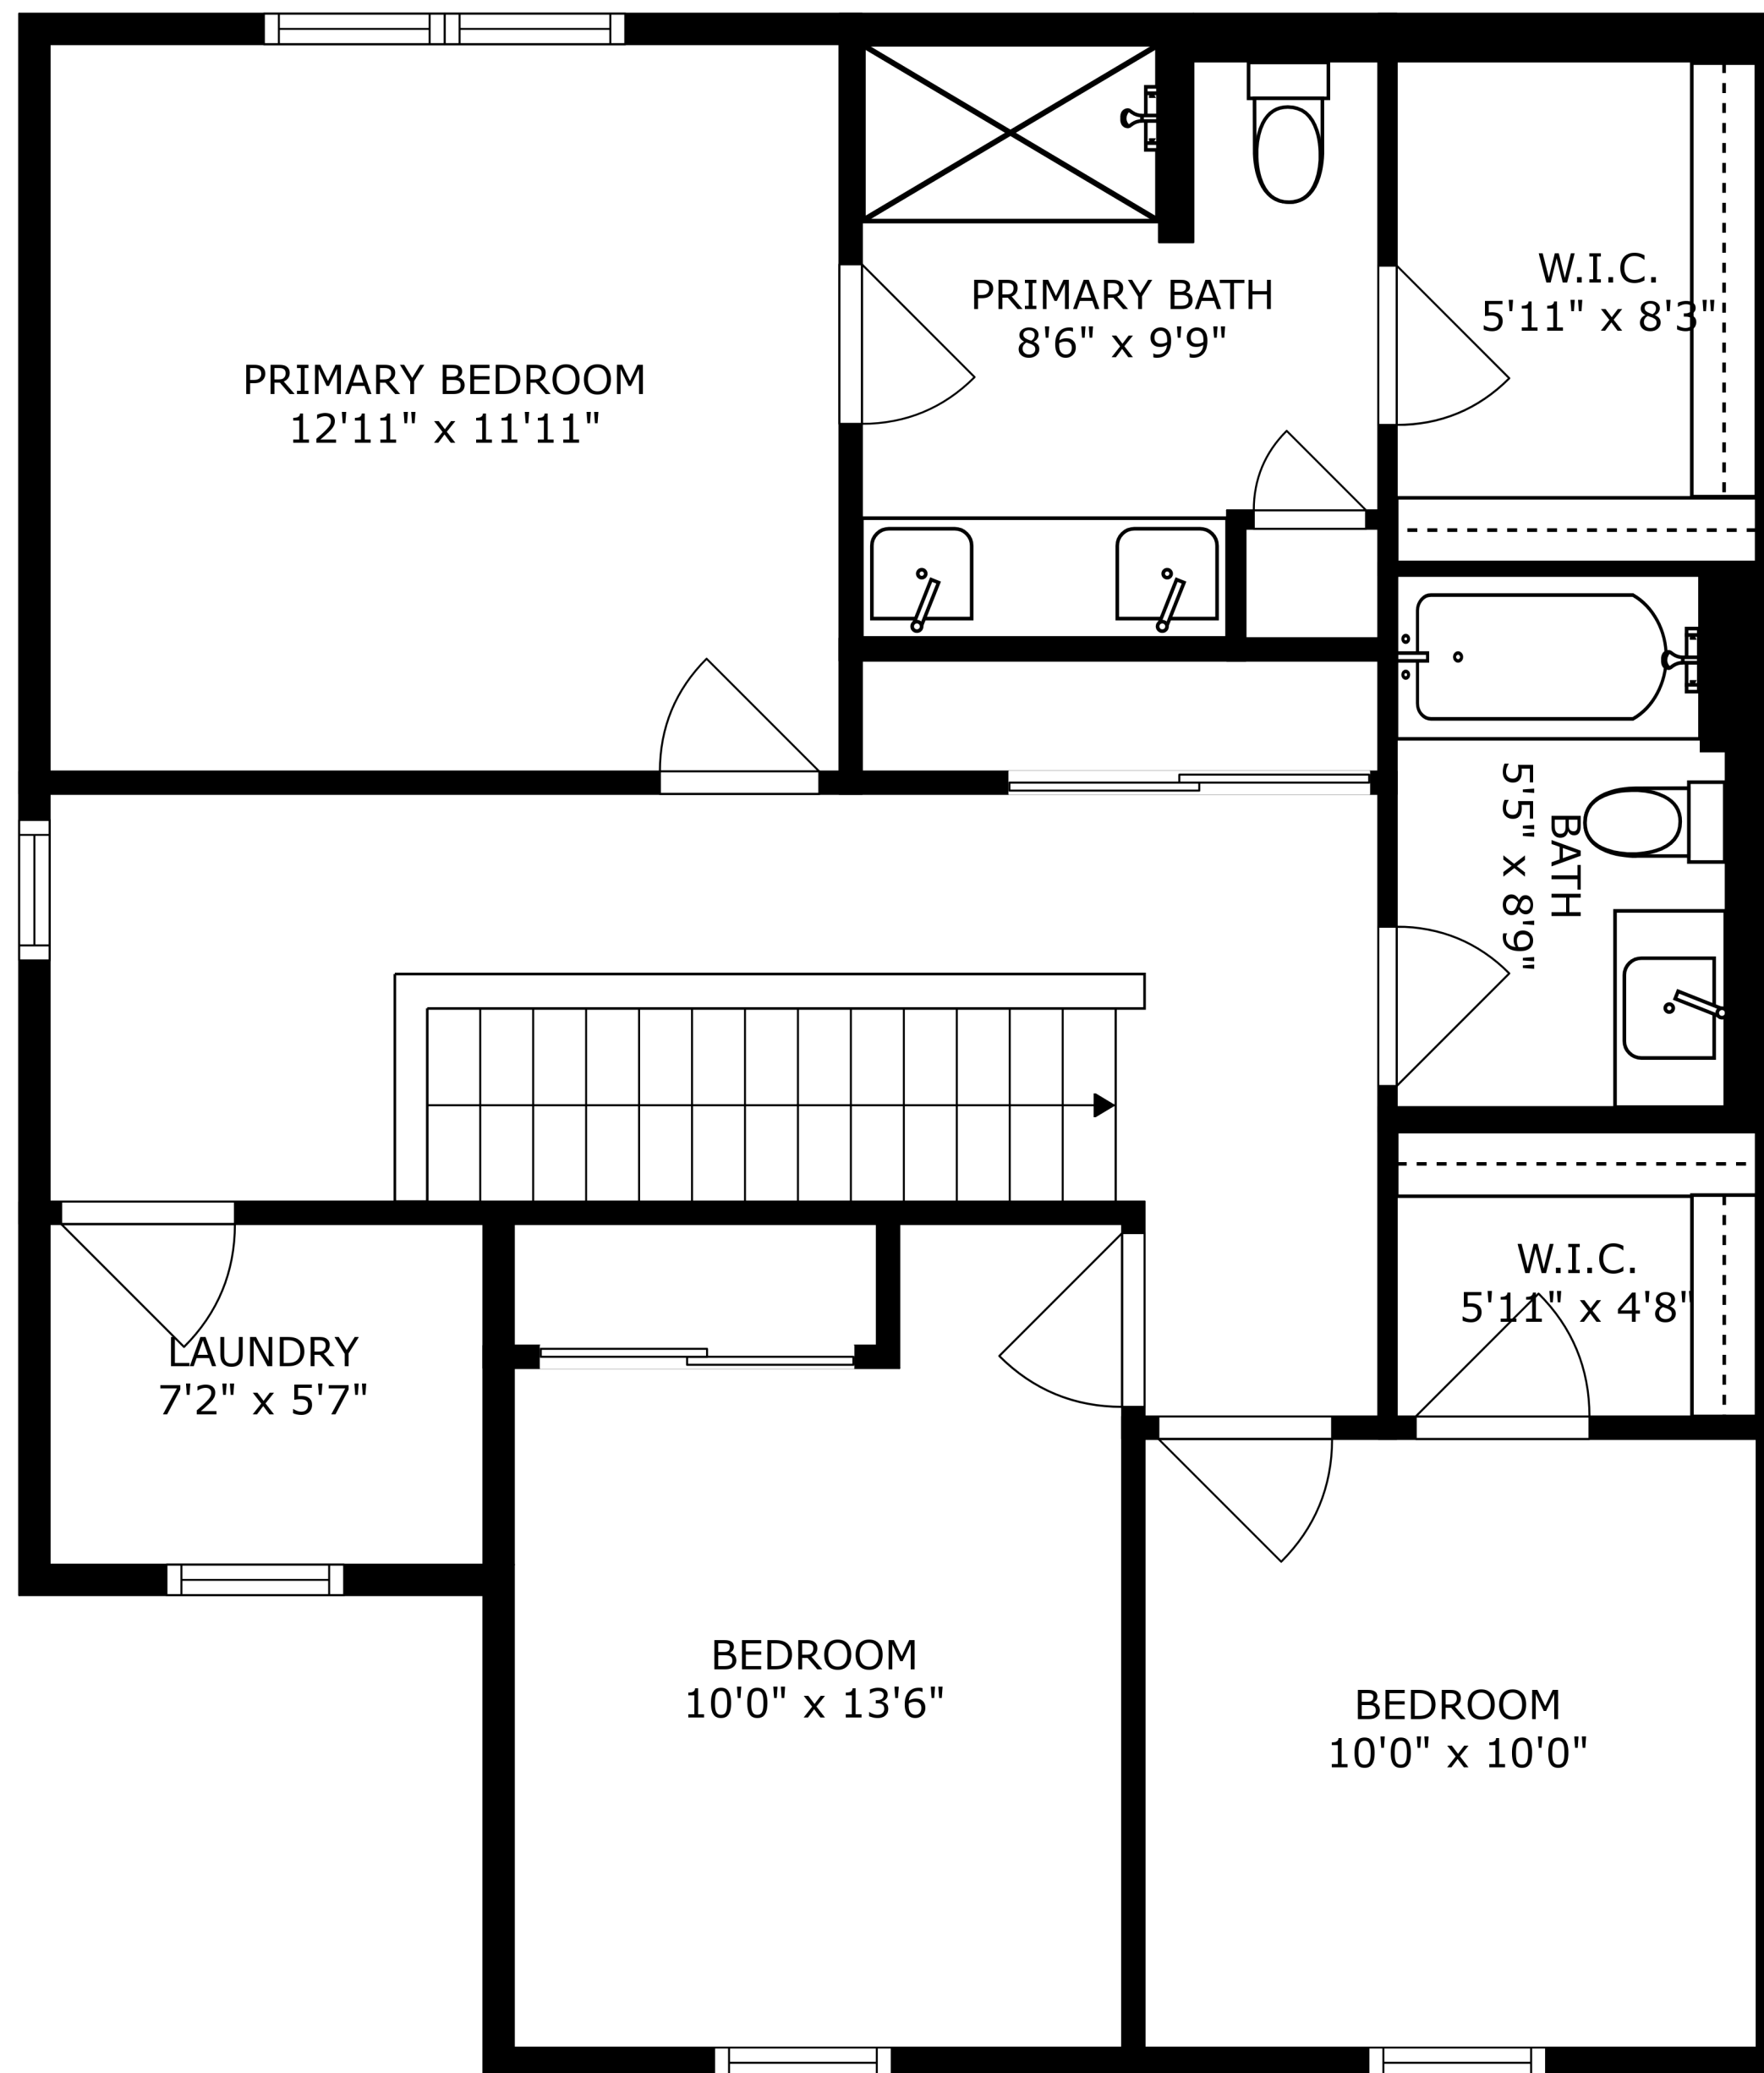 W.I.C.
5'11" x 8'3"
PRIMARY BATH
8'6" x 9'9"
PRIMARY BEDROOM
12'11" x 11'11"
BATH
5'5" x 8'9"
W.I.C.
5'11" x 4'8"
LAUNDRY
7'2" x 5'7"
BEDROOM
10'0" x 13'6"
BEDROOM
10'0" x 10'0"